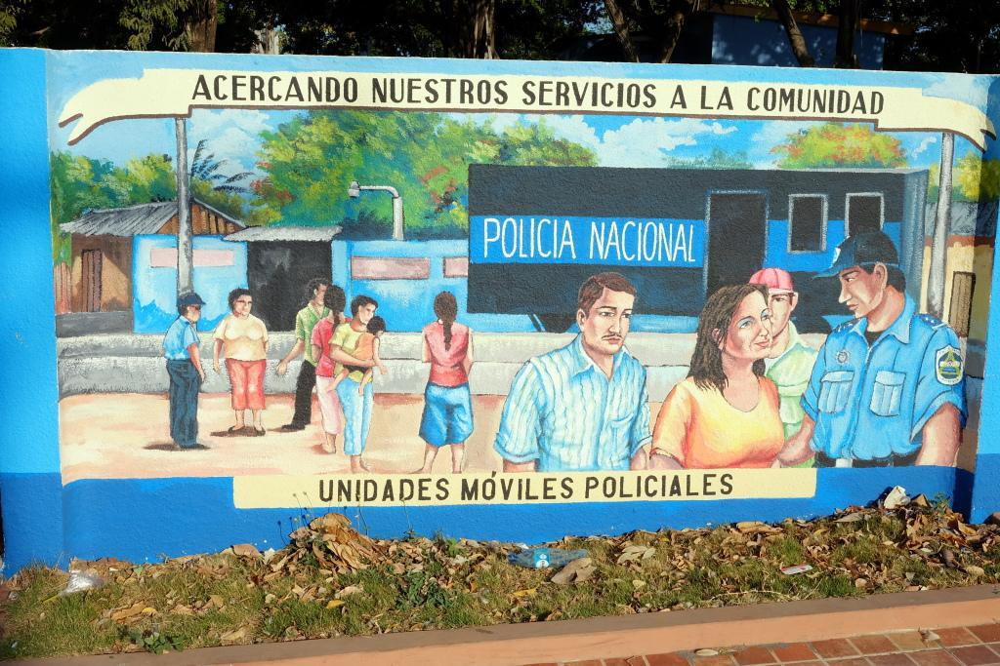 ACERCANDO NUESTROS SERVICIOS A LA COMUNIDAD
POLICIA NACIONAL
UNIDADES MÓVILES POLICIALES